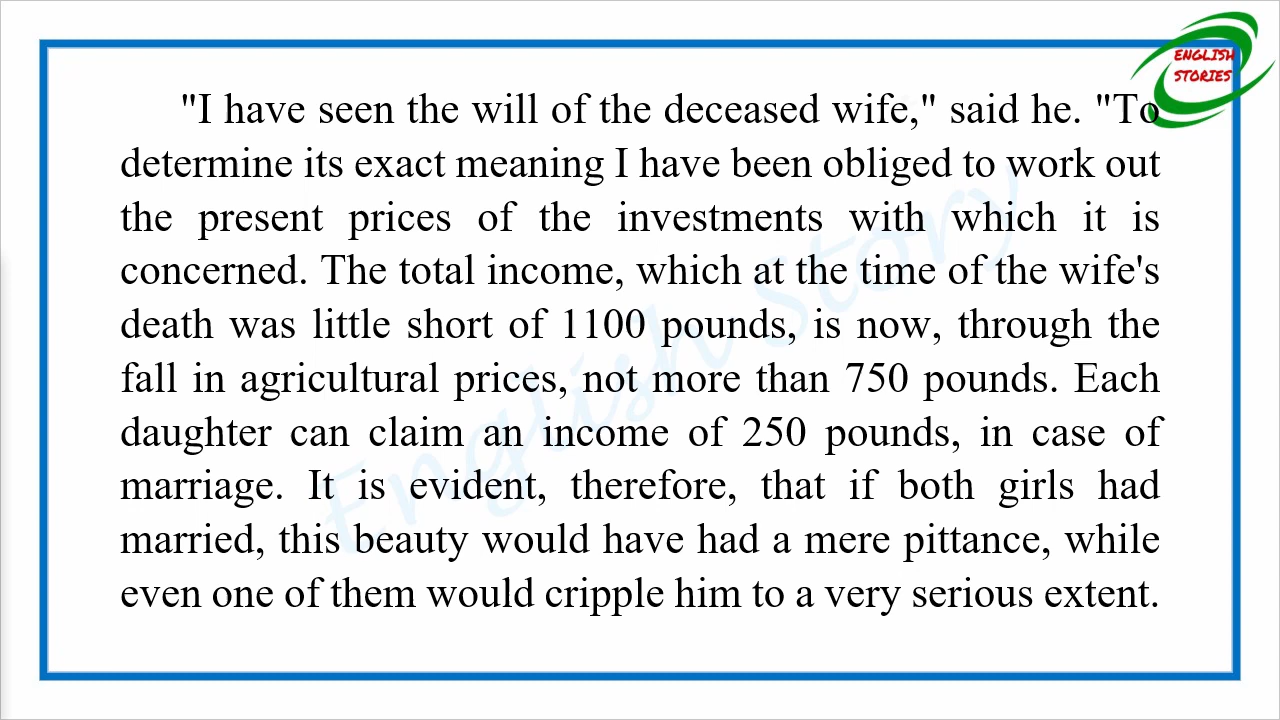 ENGLISH
STORIES
"I have seen the will of the deceased wife," said he. "To
determine its exact meaning I have been obliged to work out
the present prices of the investments with which it is
concerned. The total income, which at the time of the wife's
death was little short of 1100 pounds, is now, through the
fall in agricultural prices, not more than 750 pounds. Each
daughter can claim an income of 250 pounds, in case of
marriage. It is evident, therefore, that if both girls had
married, this beauty would have had a mere pittance, while
even one of them would cripple him to a very serious extent.
English Story